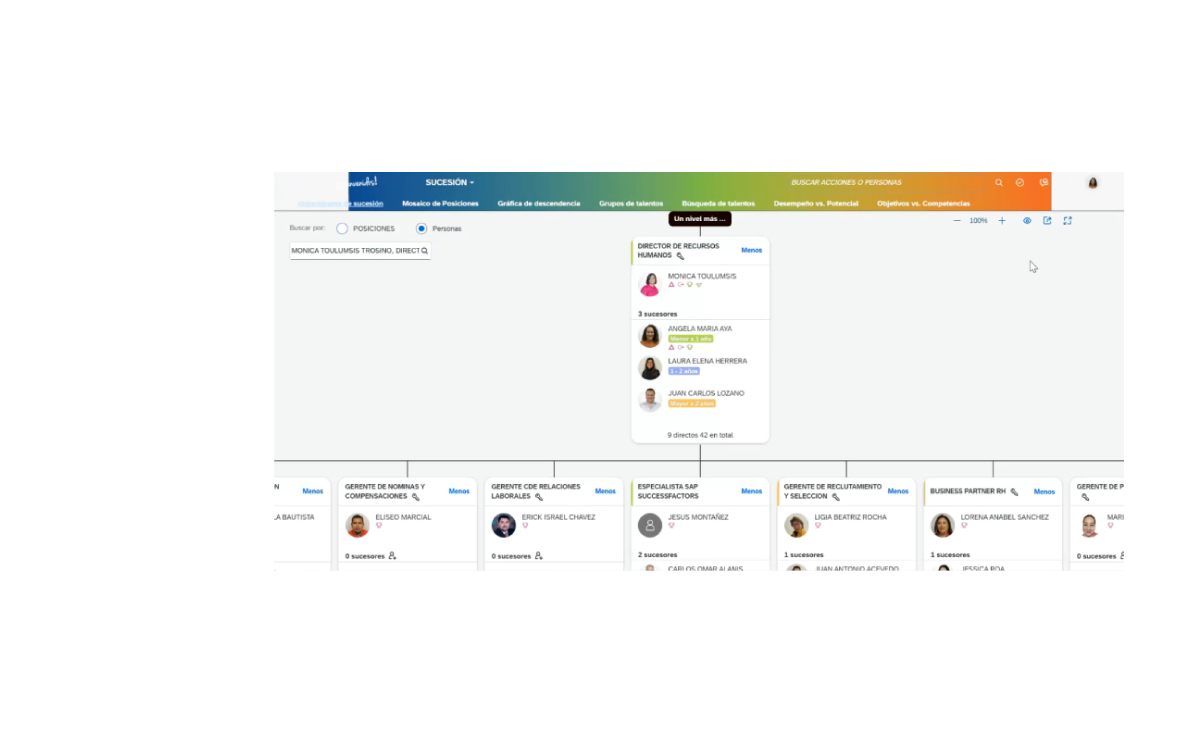 SUCESIÓN
BUSCAR ACCIONES O PERSONAS
de sucesión
Mosaico de Posiciones
Gráfica de descendencia
Grupos de talentos
Búsqueda de talentos
Desempeño vs. Potencial
Objetivos vs. Competencias
Buscar por:
POSICIONES
Personas
MONICA TOULUMSIS TROSINO, DIRECT
Un nivel más ...
100%
DIRECTOR DE RECURSOS
HUMANOS
Menos
MONICA TOULUMSIS
3 sucesores
ANGELA MARIA AYA
Menor a 1 año
LAURA ELENA HERRERA
1 - 2 años
JUAN CARLOS LOZANO
Mayor a 2 años
9 directos 42 en total.
N
Menos
A BAUTISTA
GERENTE DE NOMINAS Y
COMPENSACIONES
Menos
ELISEO MARCIAL
0 sucesores
GERENTE CDE RELACIONES
LABORALES
Menos
ERICK ISRAEL CHAVEZ
0 sucesores
ESPECIALISTA SAP
SUCCESSFACTORS
Menos
JESUS MONTAÑEZ
2 sucesores
CARLOS OMAR ALANIS
GERENTE DE RECLUTAMIENTO
Y SELECCION
Menos
LIGIA BEATRIZ ROCHA
1 sucesores
JUAN ANTONIO ACEVEDO
BUSINESS PARTNER RH
Menos
LORENA ANABEL SANCHEZ
1 sucesores
JESSICA ROA
GERENTE DE P
MARI
0 sucesores